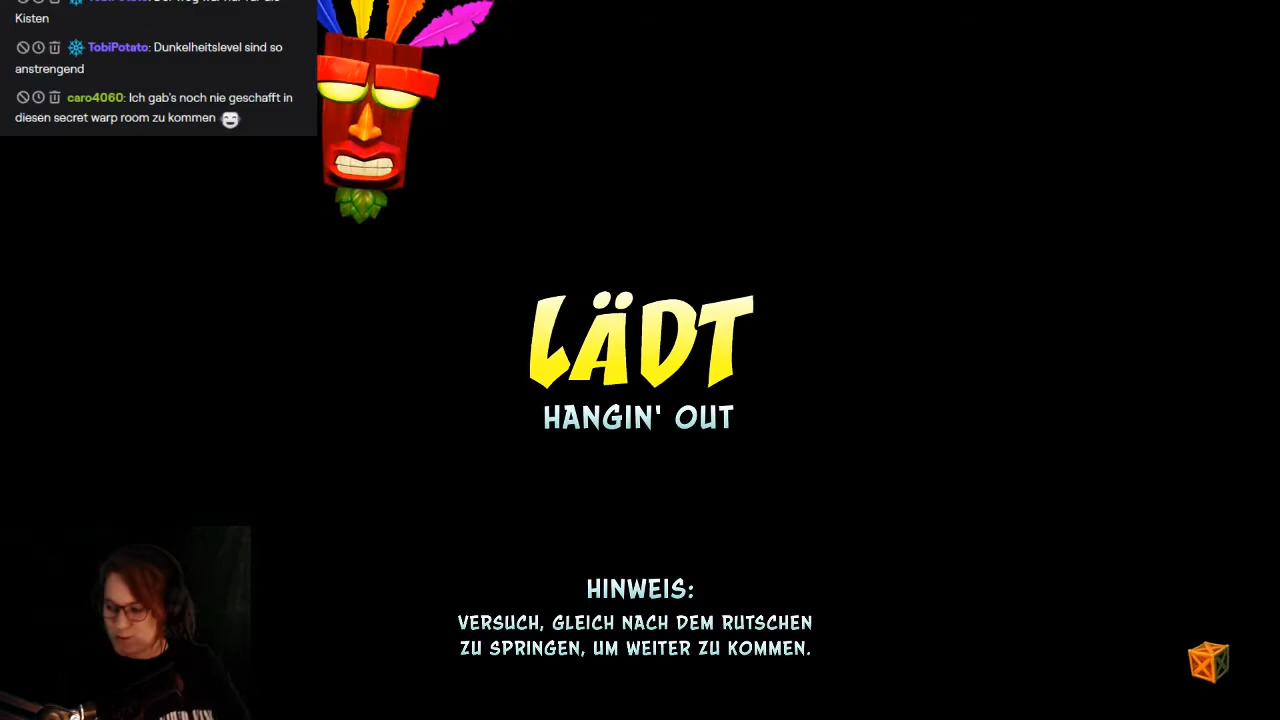 Kisten
TobiPotato: Dunkelheitslevel sind so
anstrengend
caro4060: Ich gab's noch nie geschafft in
diesen secret warp room zu kommen
LÄDT
HANGIN' OUT
HINWEIS:
VERSUCH, GLEICH NACH DEM RUTSCHEN
ZU SPRINGEN, UM WEITER ZU KOMMEN.